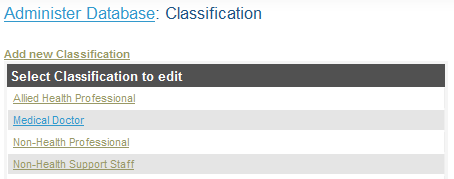 Administer Database: Classification
Add new Classification
Select Classification to edit
Allied Health Professional
Medical Doctor
Non-Health Professional
Non-Health Support Staff